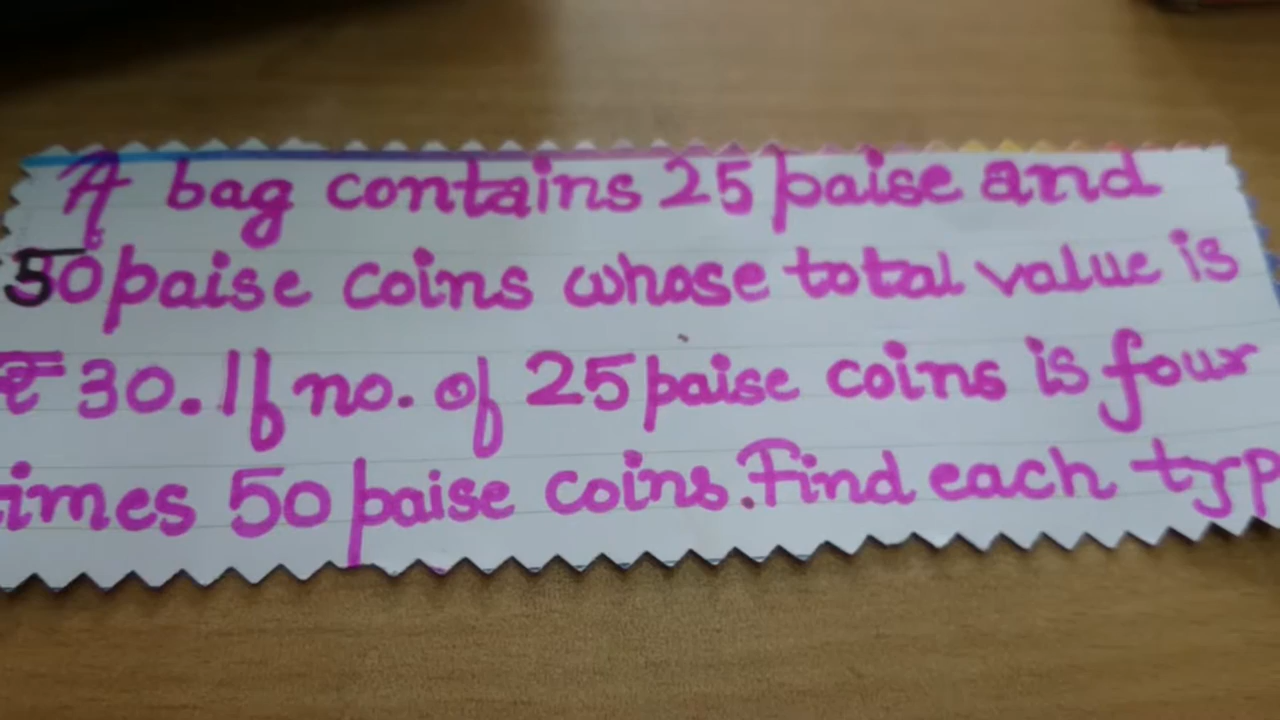 A bag contains 25 paise and
50 paise coins whose total value is
₹ 30. If no. of 25 paise coins is four
imes 50 paise coins. Find each typ